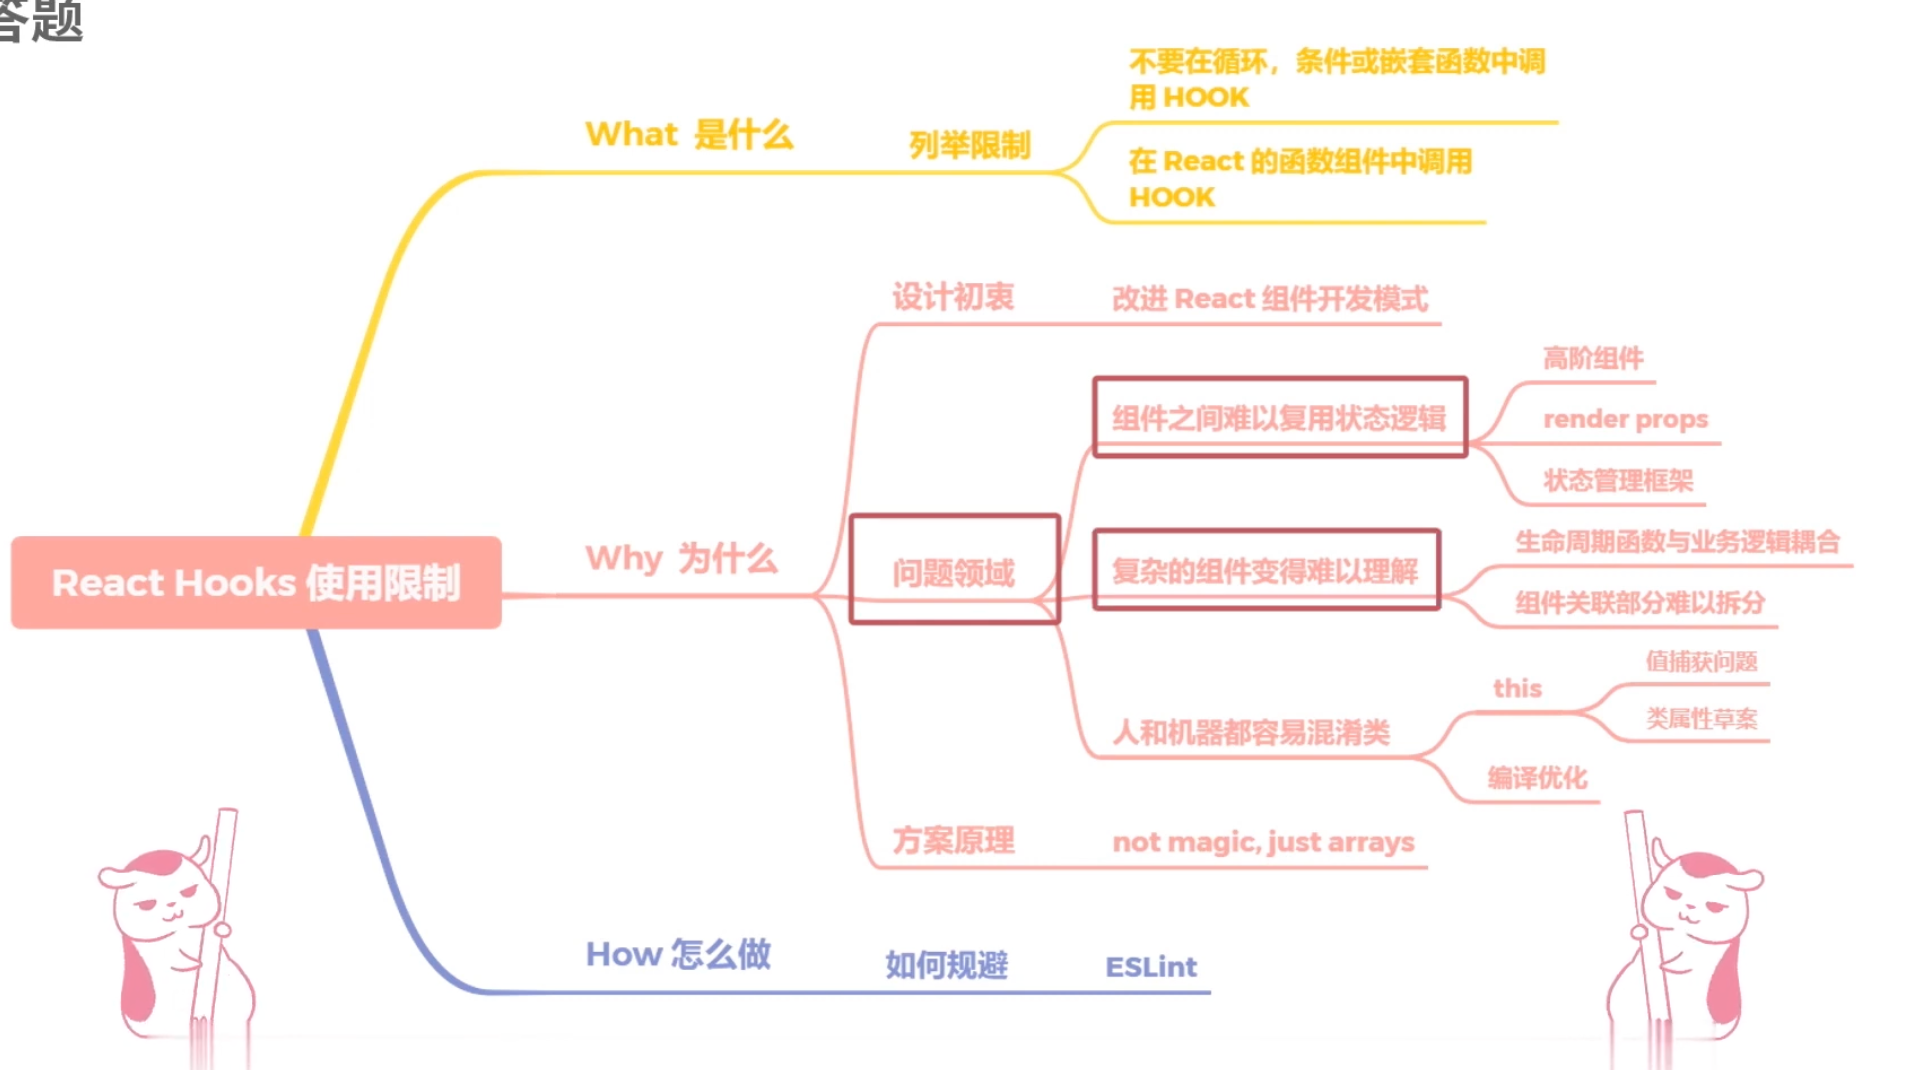 答题
React Hooks 使用限制
What 是什么
列举限制
不要在循环，条件或嵌套函数中调
用 HOOK
在 React 的函数组件中调用
HOOK
Why 为什么
设计初衷
改进 React 组件开发模式
问题领域
组件之间难以复用状态逻辑
高阶组件
render props
状态管理框架
复杂的组件变得难以理解
生命周期函数与业务逻辑耦合
组件关联部分难以拆分
人和机器都容易混淆类
this
值捕获问题
类属性草案
编译优化
方案原理
not magic, just arrays
How 怎么做
如何规避
ESLint